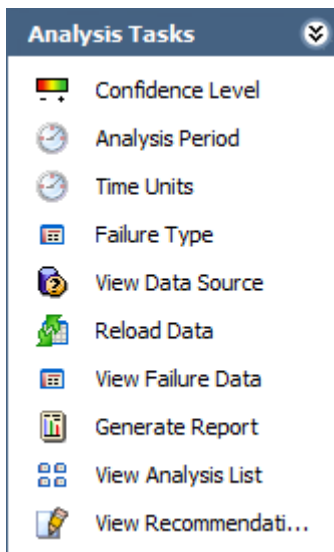 Analysis Tasks
Confidence Level
Analysis Period
Time Units
Failure Type
View Data Source
Reload Data
View Failure Data
Generate Report
View Analysis List
View Recommendati...